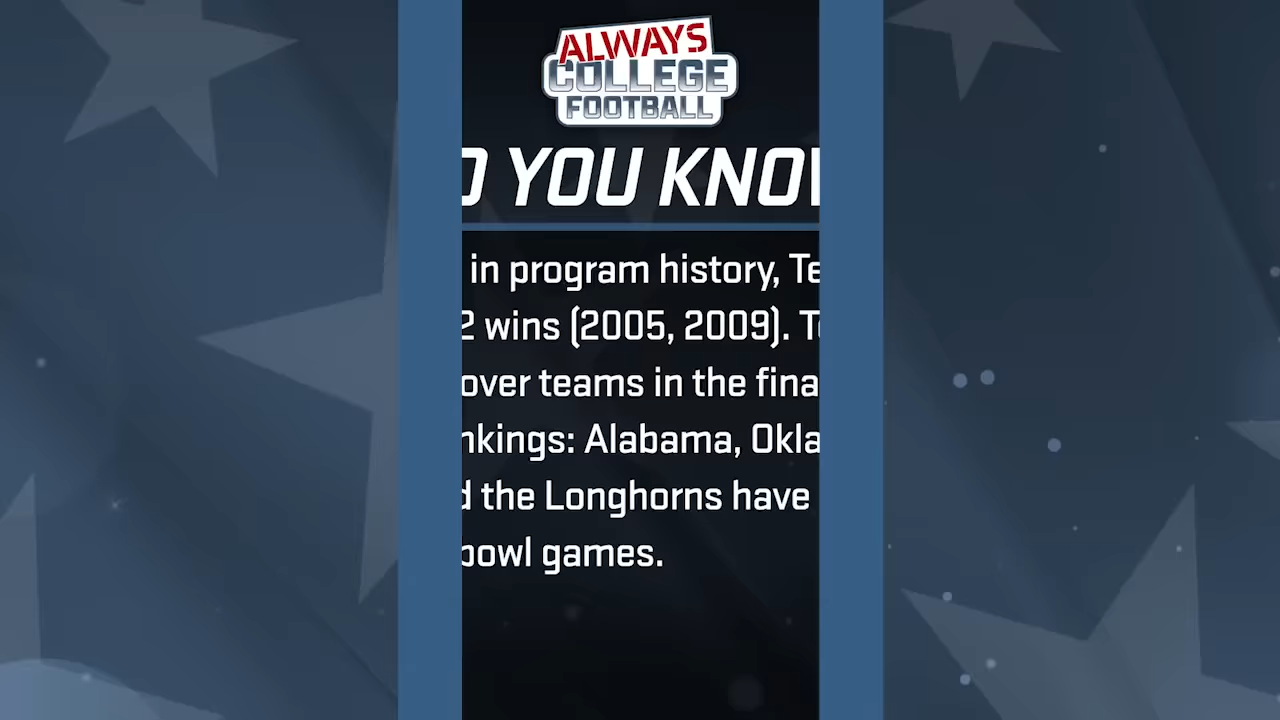 ALWAYS
COLLEGE
FOOTBALL
YOU KNO
in program history, Te
2 wins (2005, 2009). T
over teams in the fina
nkings: Alabama, Okla
d the Longhorns have
bowl games.